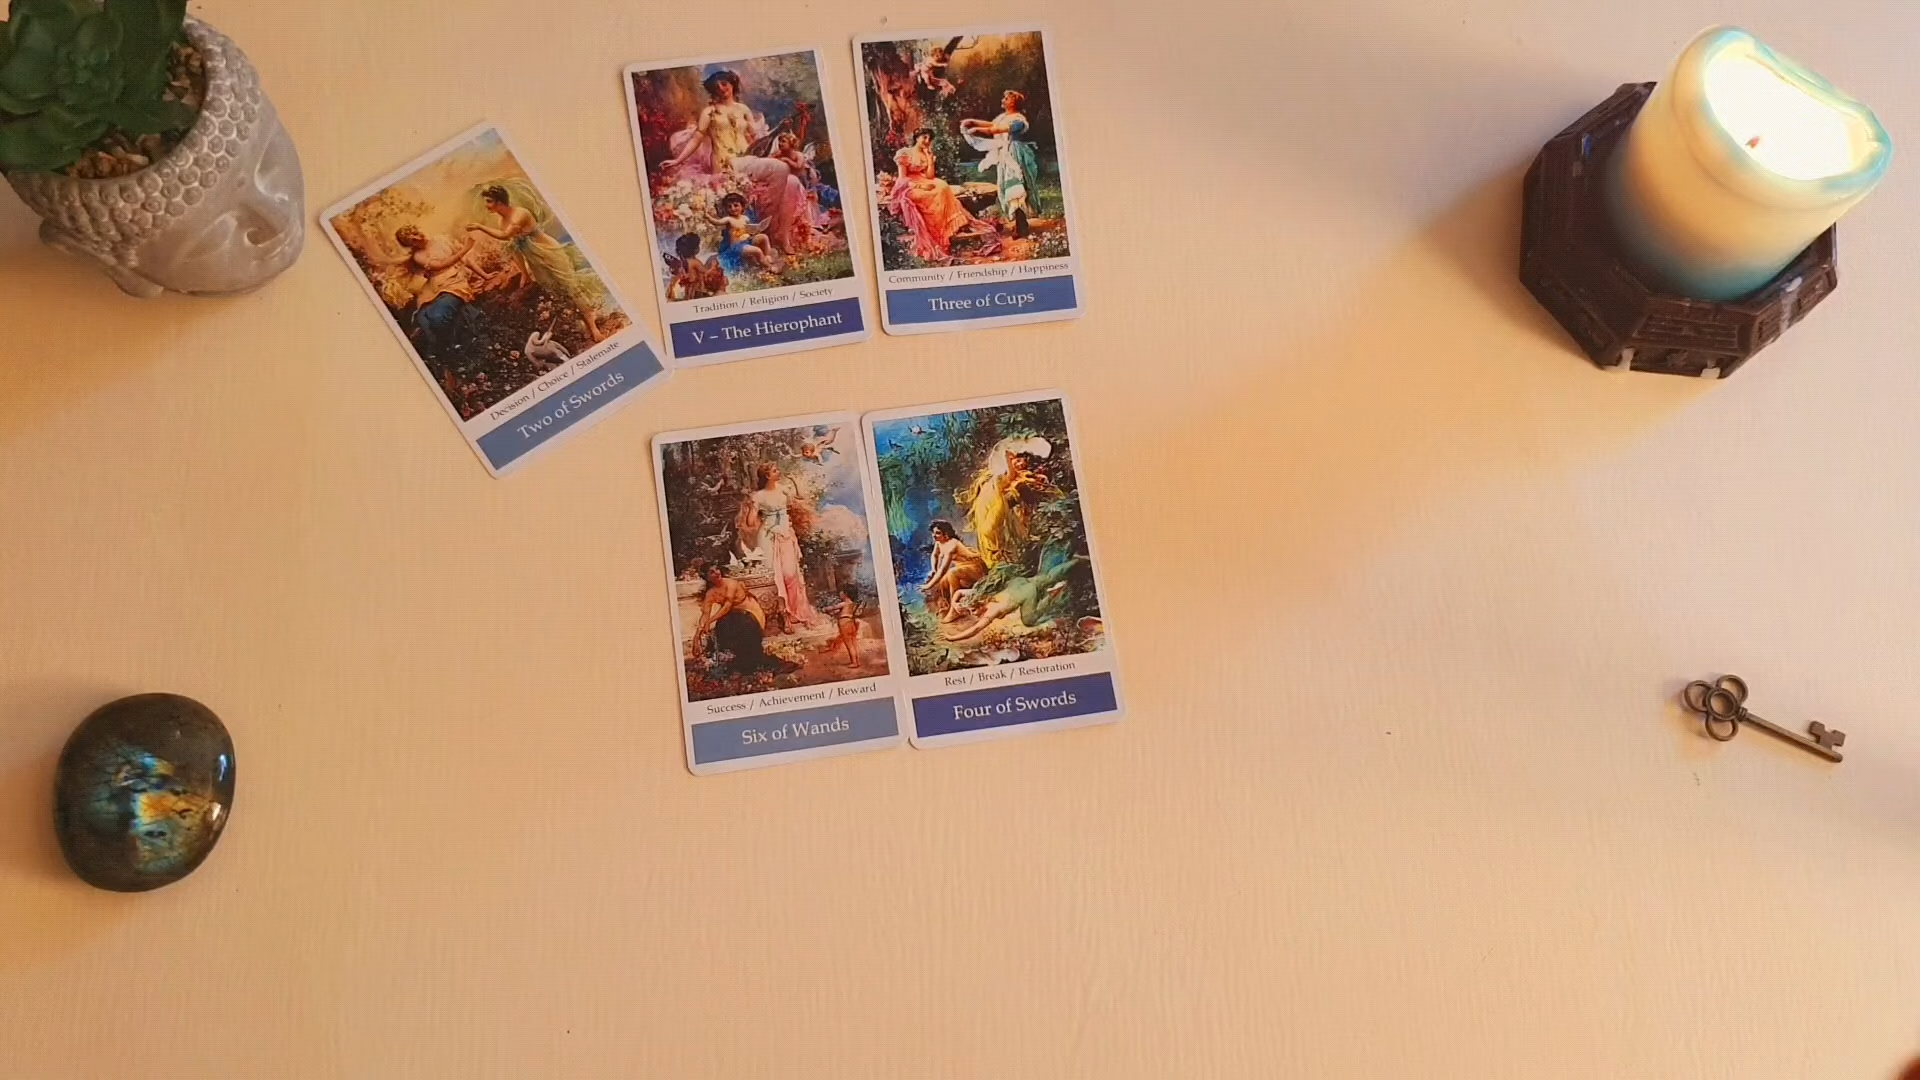 Decision / Choice / Stalemate
Two of Swords
Tradition / Religion / Society
V – The Hierophant
Community / Friendship / Happiness
Three of Cups
Success / Achievement / Reward
Six of Wands
Rest / Break / Restoration
Four of Swords